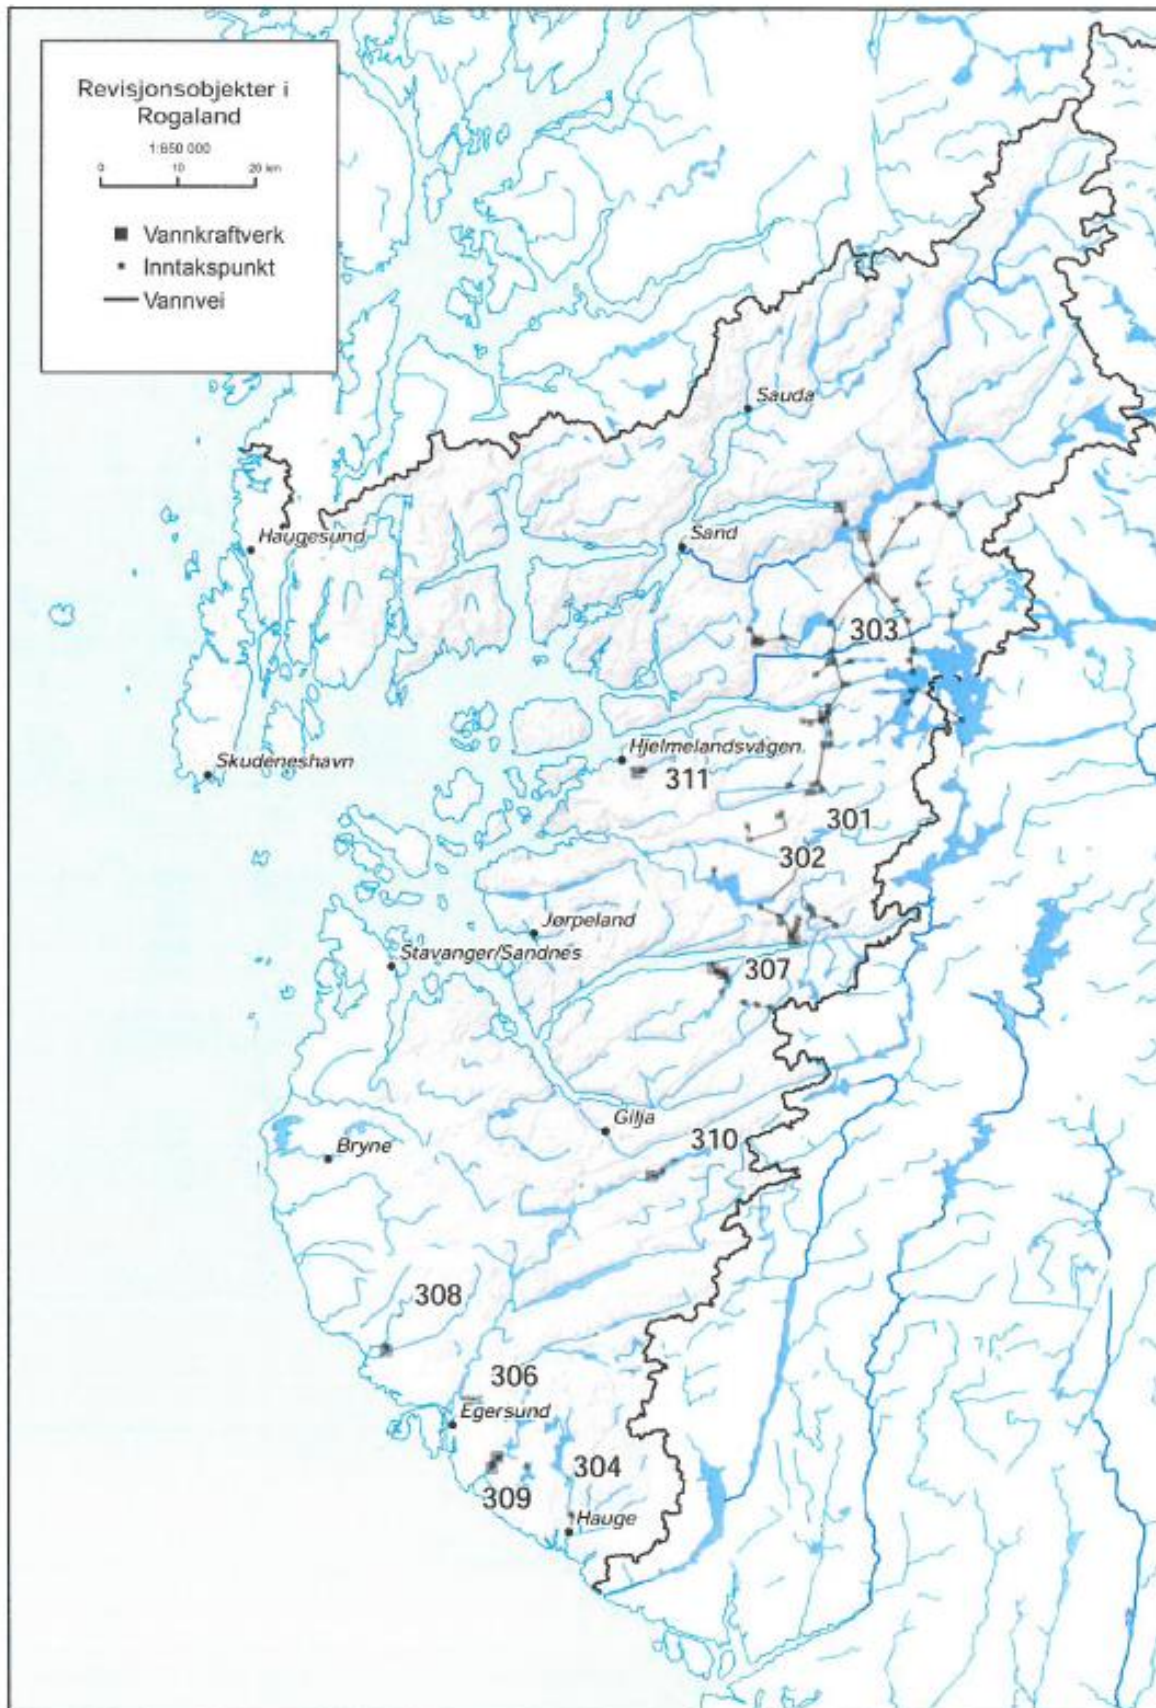 Revisjonsobjekter i
Rogaland
1:650 000
0 10 20 km
Vannkraftverk
Inntakspunkt
Vannvei
Sauda
Haugesund
Sand
303
Skudeneshavn
Hjelmelandsvågen
311
301
302
Jørpeland
Stavanger/Sandnes
307
Gilja
310
Bryne
308
306
Egersund
304
309
Hauge